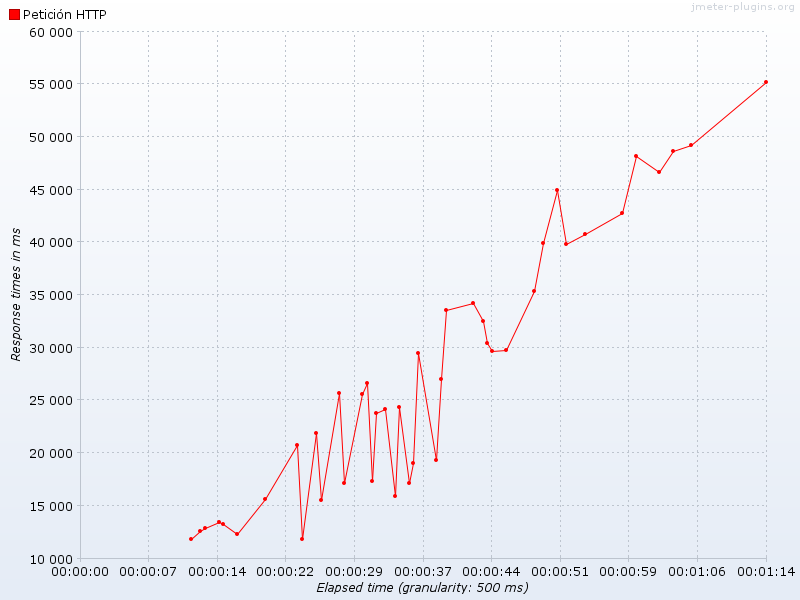 jmeter-plugins.org
Petición HTTP
60 000
55 000
50 000
45 000
40 000
35 000
30 000
25 000
20 000
15 000
10 000
Response times in ms
00:00:00 00:00:07 00:00:14 00:00:22 00:00:29 00:00:37 00:00:44 00:00:51 00:00:59 00:01:06 00:01:14
Elapsed time (granularity: 500 ms)